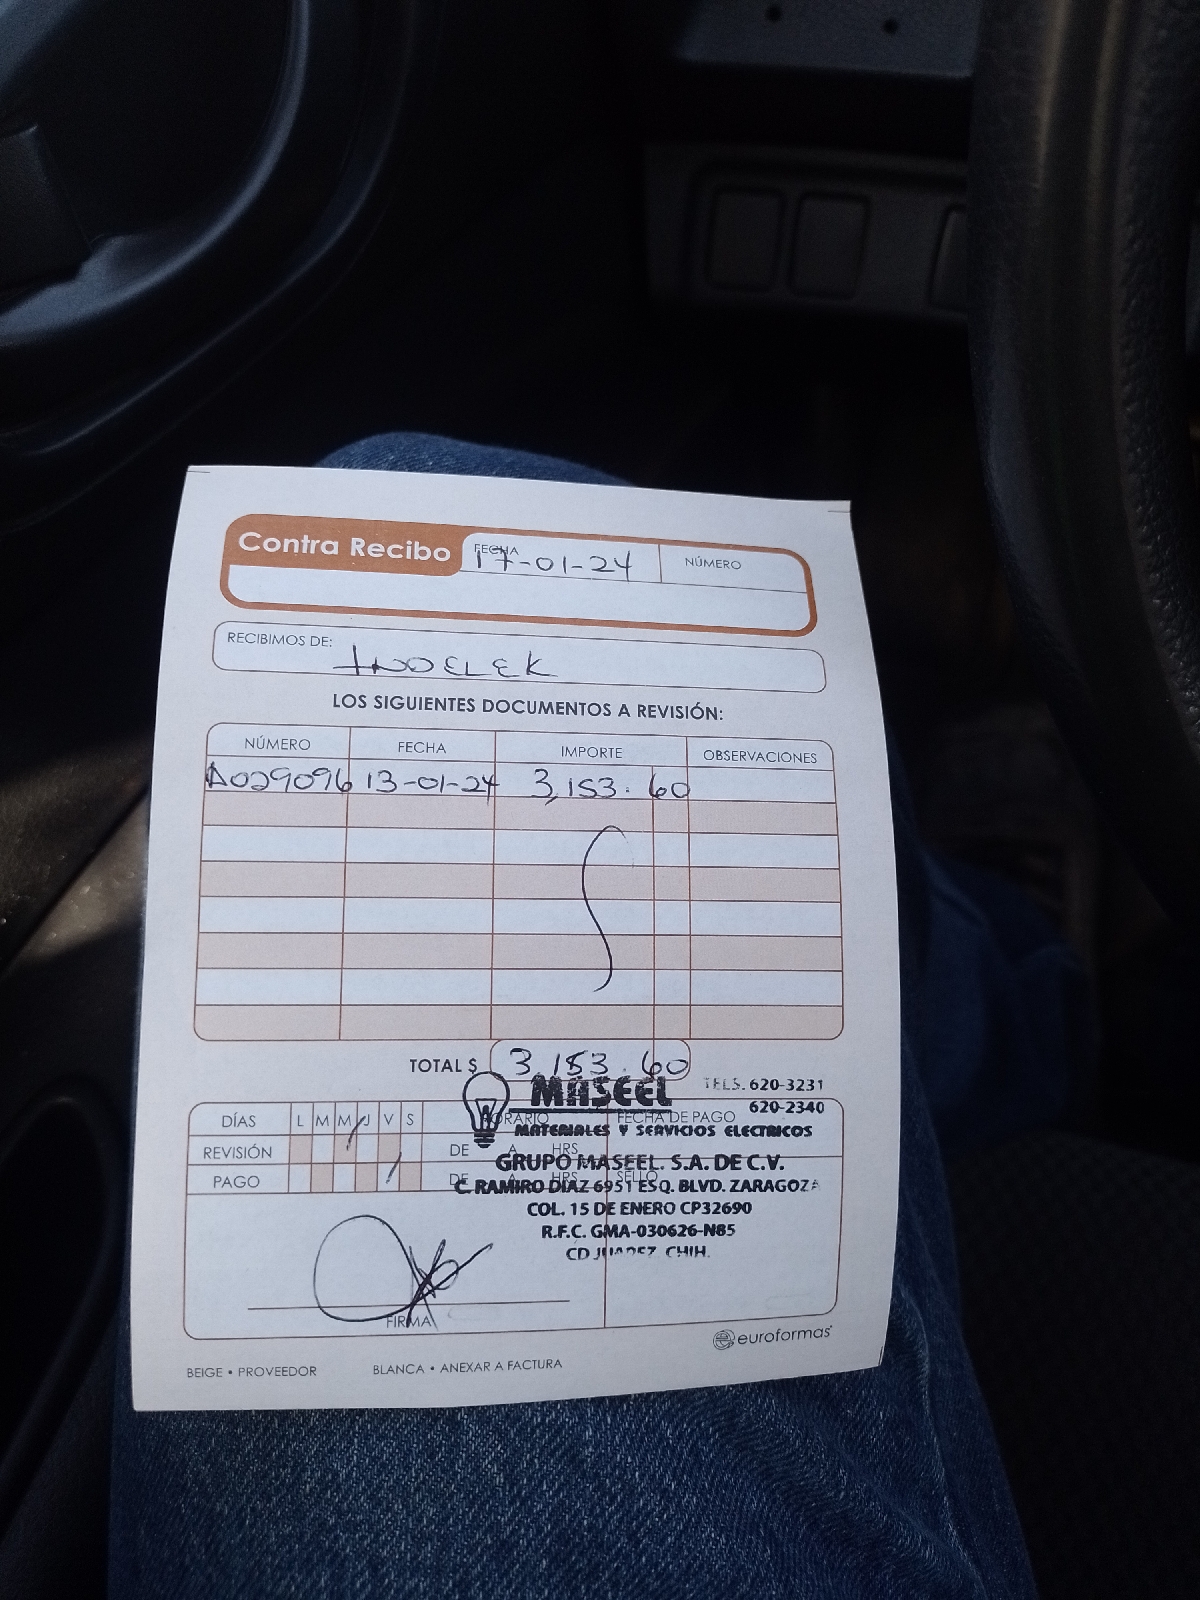 Contra Recibo
FECHA
17-01-24
NÚMERO
RECIBIMOS DE:
INDELEK
LOS SIGUIENTES DOCUMENTOS A REVISIÓN:
NÚMERO FECHA IMPORTE OBSERVACIONES
A029096 13-01-24 3,153.60
TOTAL $ 3,153.60
MASEEL
TELS. 620-3231
620-2340
DÍAS L M M J V S HORARIO FECHA DE PAGO
MATERIALES Y SERVICIOS ELECTRICOS
REVISIÓN DE A HRS.
GRUPO MASEEL. S.A. DE C.V.
PAGO DE A HRS. SELLO
C. RAMIRO DIAZ 6951 ESQ. BLVD. ZARAGOZA
COL. 15 DE ENERO CP32690
R.F.C. GMA-030626-N85
CD JUAREZ, CHIH.
FIRMA
euroformas
BEIGE • PROVEEDOR BLANCA • ANEXAR A FACTURA